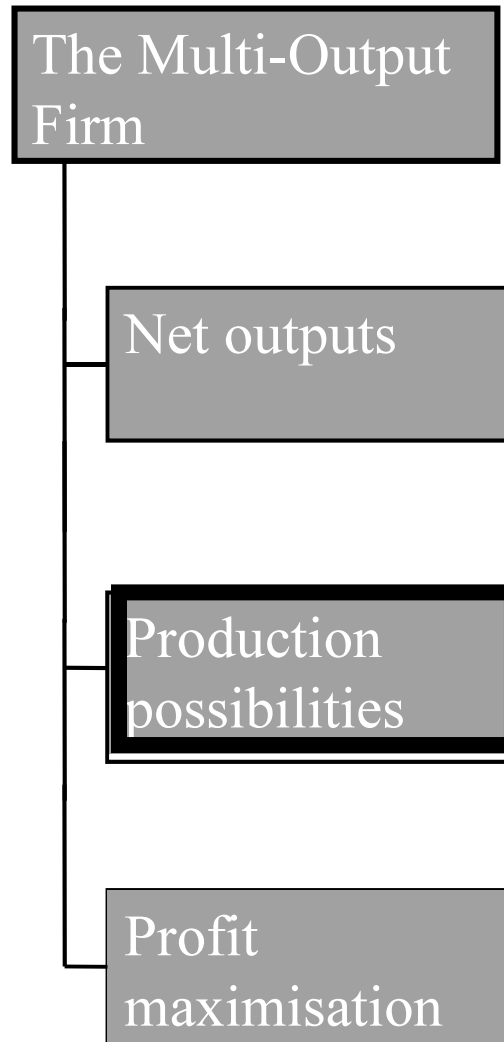 The Multi-Output
Firm
Net outputs
Production
possibilities
Profit
maximisation